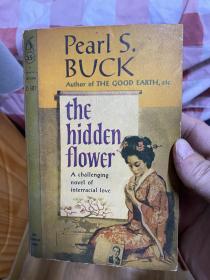 Pearl S.
BUCK
Author of THE GOOD EARTH, etc.
the
hidden
flower
A challenging
novel of
interracial love